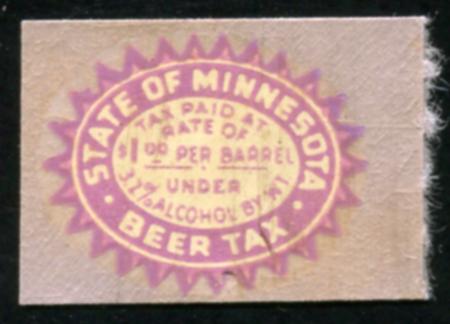 STATE OF MINNESOTA
TAX PAID AT
RATE OF
$1.00 PER BARREL
UNDER
3.2% ALCOHOL BY WT.
BEER TAX